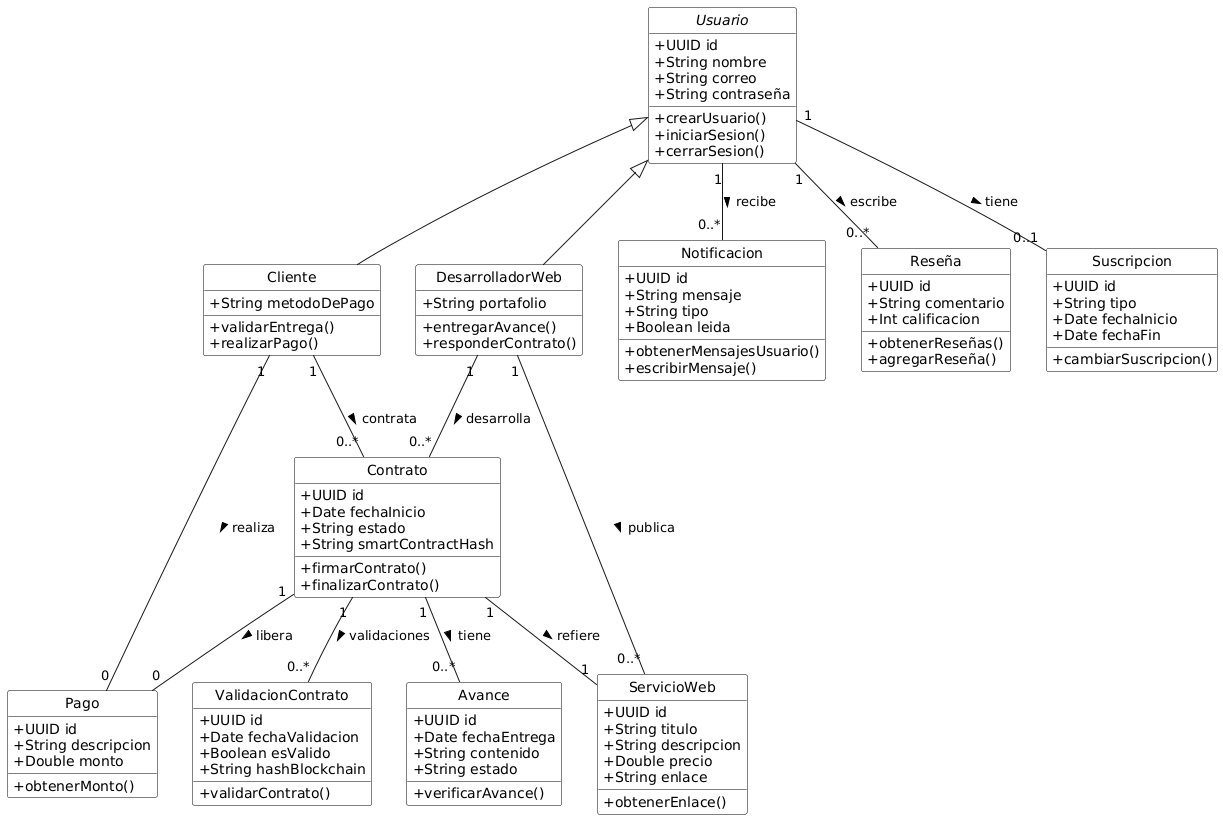 Usuario
+UUID id
+String nombre
+String correo
+String contraseña
+crearUsuario()
+iniciarSesion()
+cerrarSesion()
1
1
1
recibe
escribe
tiene
0..*
0..*
0..1
Cliente
+String metodoDePago
+validarEntrega()
+realizarPago()
DesarrolladorWeb
+String portafolio
+entregarAvance()
+responderContrato()
Notificacion
+UUID id
+String mensaje
+String tipo
+Boolean leida
+obtenerMensajesUsuario()
+escribirMensaje()
Reseña
+UUID id
+String comentario
+Int calificacion
+obtenerReseñas()
+agregarReseña()
Suscripcion
+UUID id
+String tipo
+Date fechaInicio
+Date fechaFin
+cambiarSuscripcion()
1
1
1
1
contrata
desarrolla
0..*
0..*
Contrato
+UUID id
+Date fechaInicio
+String estado
+String smartContractHash
+firmarContrato()
+finalizarContrato()
realiza
publica
1
1
1
1
libera
validaciones
tiene
refiere
0
0
0..*
0..*
1
0..*
Pago
+UUID id
+String descripcion
+Double monto
+obtenerMonto()
ValidacionContrato
+UUID id
+Date fechaValidacion
+Boolean esValido
+String hashBlockchain
+validarContrato()
Avance
+UUID id
+Date fechaEntrega
+String contenido
+String estado
+verificarAvance()
ServicioWeb
+UUID id
+String titulo
+String descripcion
+Double precio
+String enlace
+obtenerEnlace()